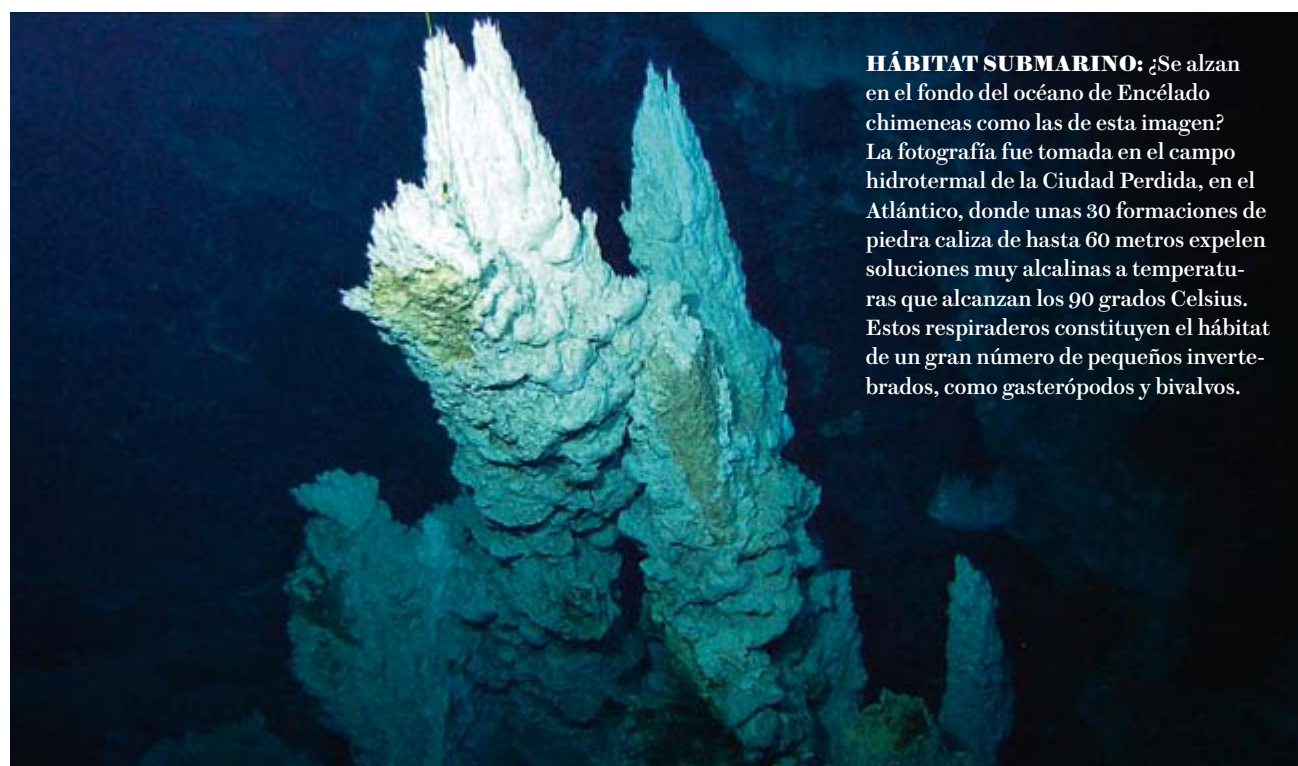 HÁBITAT SUBMARINO: ¿Se alzan
en el fondo del océano de Encélado
chimeneas como las de esta imagen?
La fotografía fue tomada en el campo
hidrotermal de la Ciudad Perdida, en el
Atlántico, donde unas 30 formaciones de
piedra caliza de hasta 60 metros expelen
soluciones muy alcalinas a temperatu-
ras que alcanzan los 90 grados Celsius.
Estos respiraderos constituyen el hábitat
de un gran número de pequeños inverte-
brados, como gasterópodos y bivalvos.